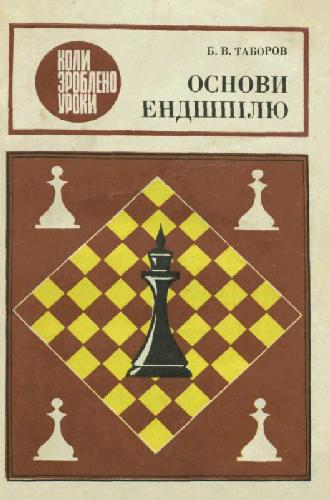 КОЛИ
ЗРОБЛЕНО
УРОКИ
Б. В. ТАБОРОВ
ОСНОВИ
ЕНДШПІЛЮ